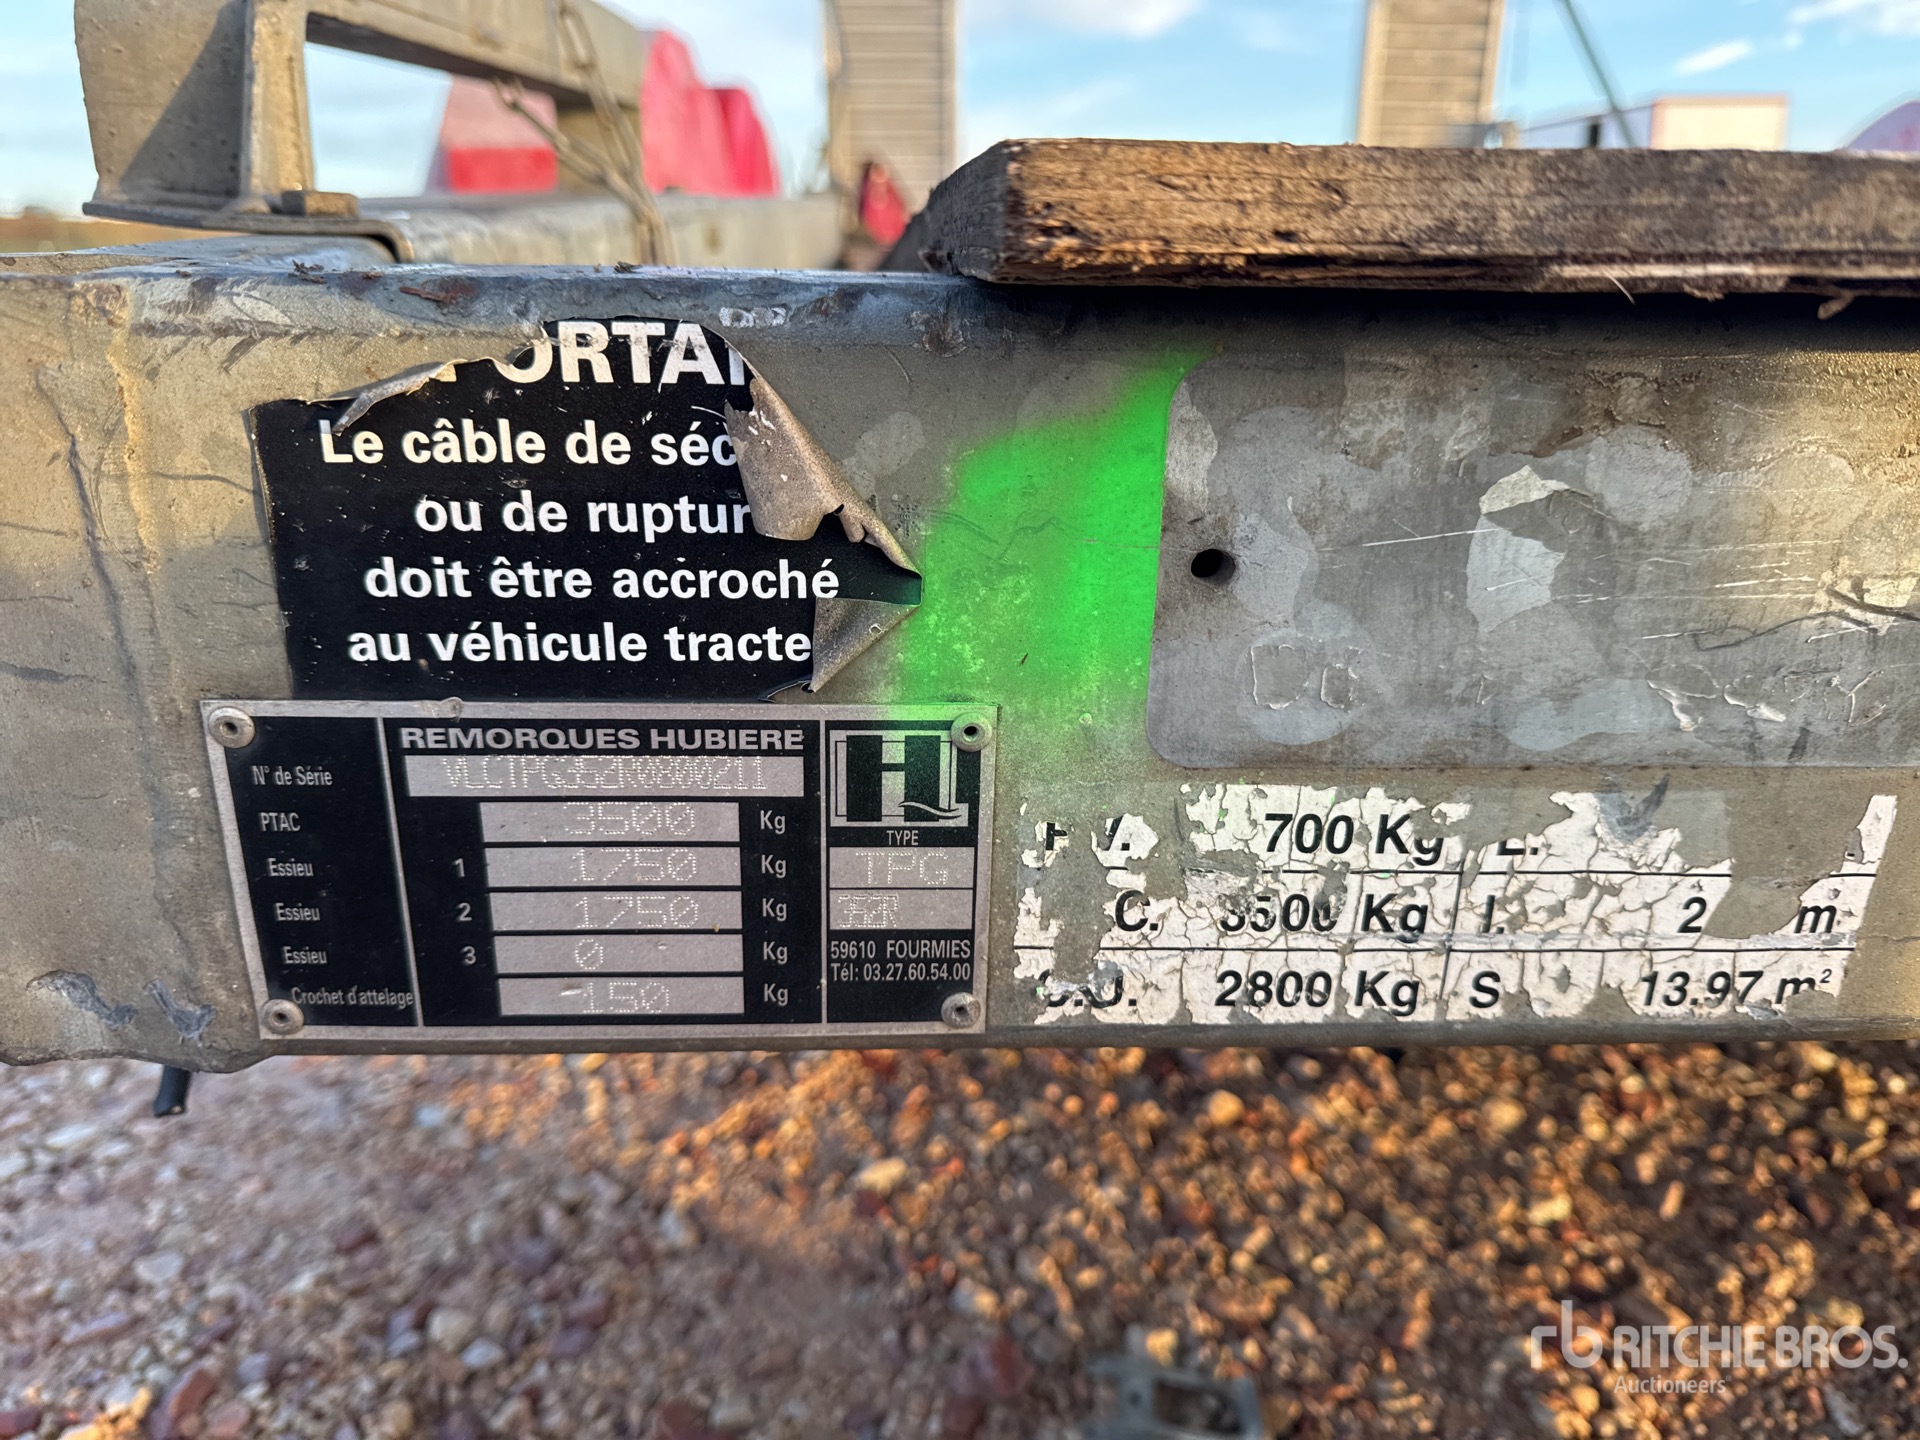 PORTAN
Le câble de séc
ou de ruptur
doit être accroché
au véhicule tracte
REMORQUES HUBIERE
N° de Série VLCTPG352R0800211
PTAC 3500 Kg
Essieu 1 1750 Kg
Essieu 2 1750 Kg
Essieu 3 0 Kg
Crochet d'attelage 150 Kg
H
TYPE
TPG
352R
59610 FOURMIES
Tél: 03.27.60.54.00
V. 700 Kg L.
C. 3500 Kg l. 2 m
U. 2800 Kg S 13.97 m²
rb RITCHIE BROS.
Auctioneers